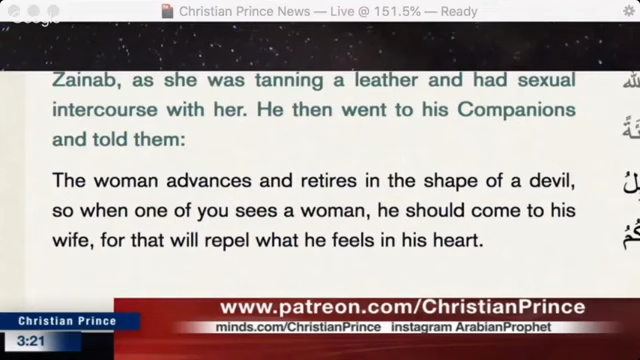 Christian Prince News — Live @ 151.5% — Ready
Google
Zainab, as she was tanning a leather and had sexual
intercourse with her. He then went to his Companions
and told them:
The woman advances and retires in the shape of a devil,
so when one of you sees a woman, he should come to his
wife, for that will repel what he feels in his heart.
www.patreon.com/ChristianPrince
Christian Prince
minds.com/ChristianPrince instagram ArabianProphet
3:21